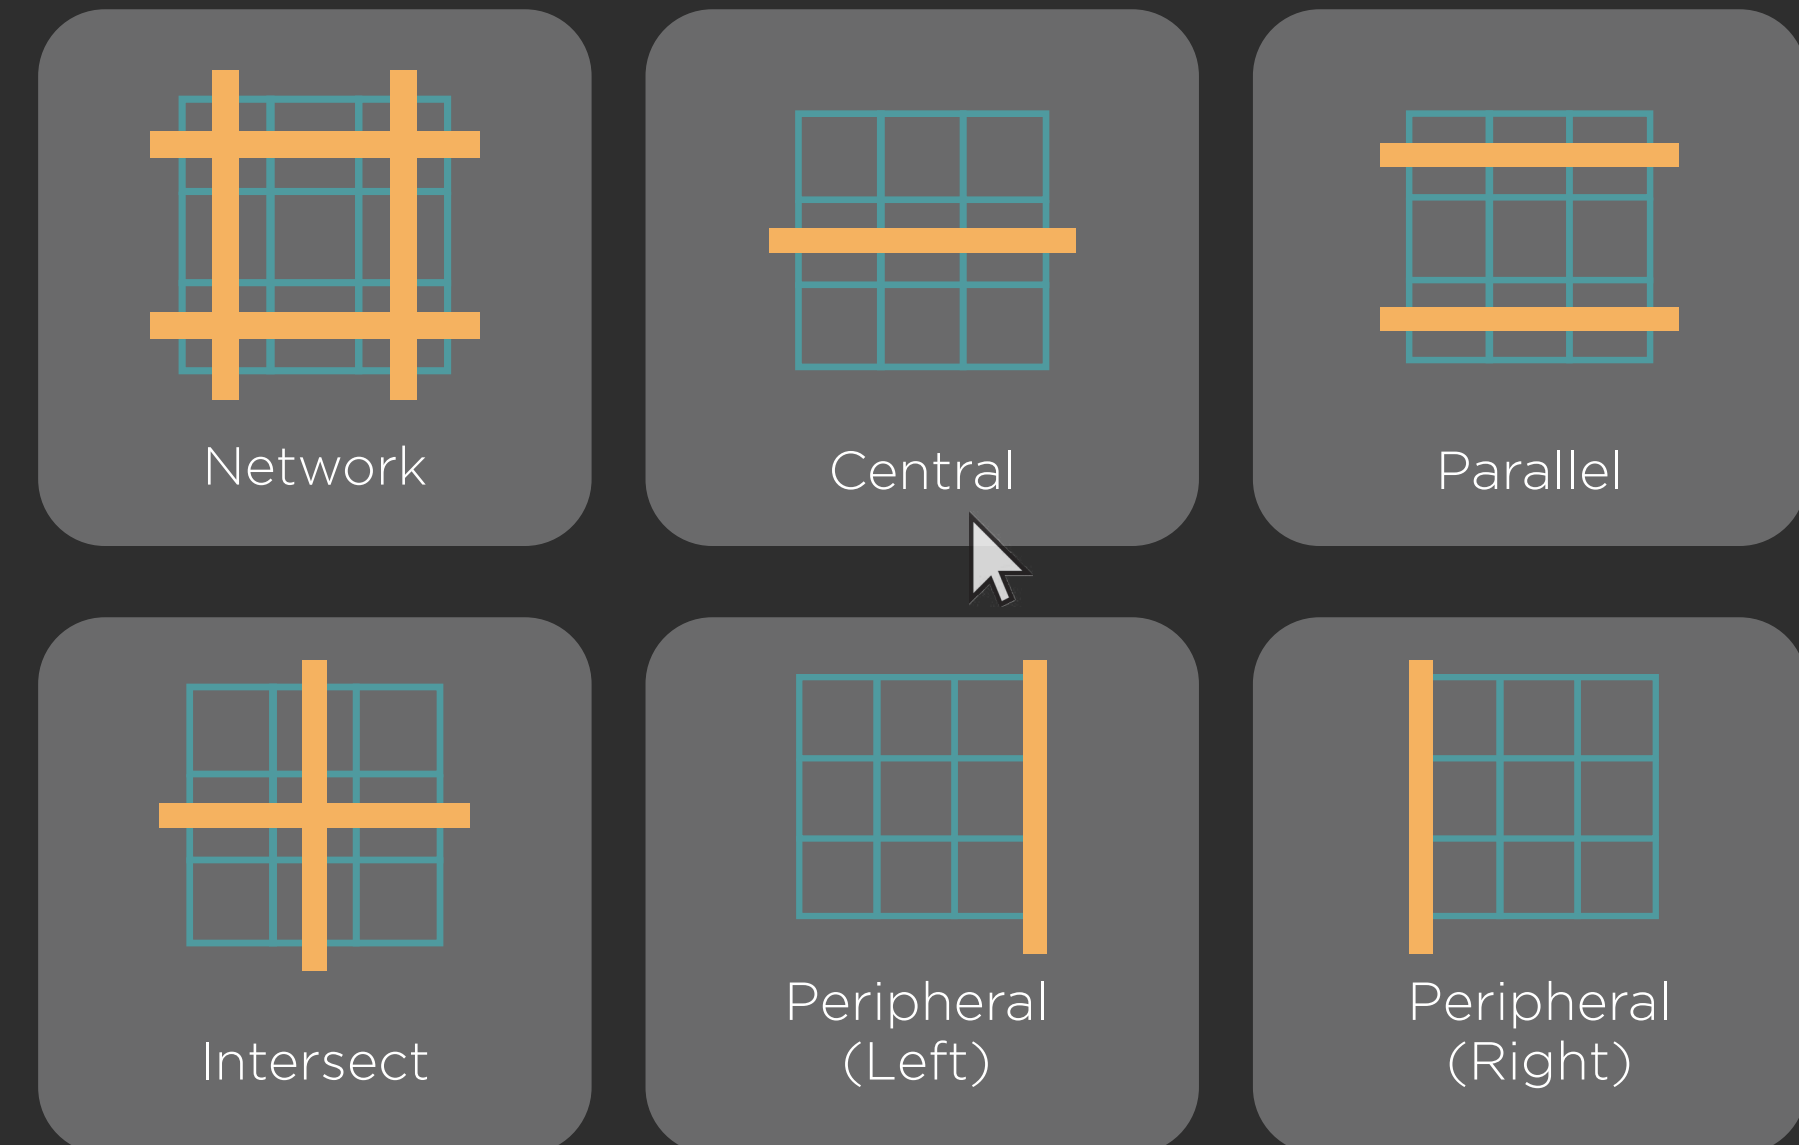 Network
Central
Parallel
Intersect
Peripheral
(Left)
Peripheral
(Right)